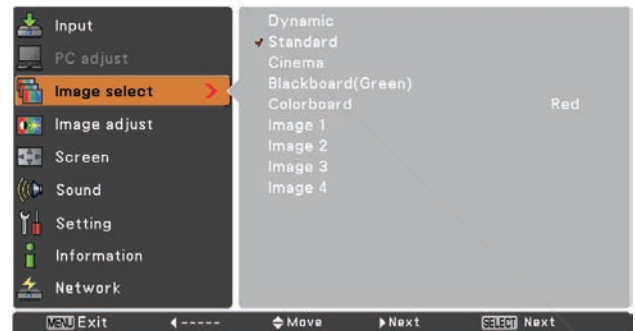 Input
PC adjust
Image select
Image adjust
Screen
Sound
Setting
Information
Network
Dynamic
Standard
Cinema
Blackboard(Green)
Colorboard Red
Image 1
Image 2
Image 3
Image 4
MENU Exit ----- Move Next SELECT Next